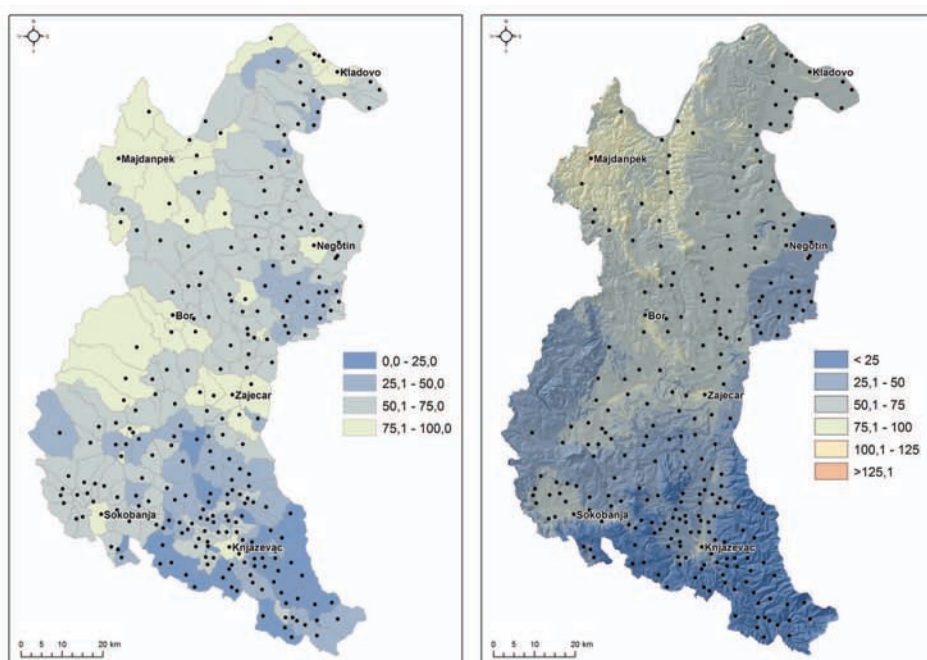 Kladovo
Majdanpek
Negotin
Bor
Zajecar
Sokobanja
Knjazevac
0,0 - 25,0
25,1 - 50,0
50,1 - 75,0
75,1 - 100,0
0 5 10 20 km
Kladovo
Majdanpek
Negotin
Bor
Zajecar
Sokobanja
Knjazevac
< 25
25,1 - 50
50,1 - 75
75,1 - 100
100,1 - 125
>125,1
0 5 10 20 km